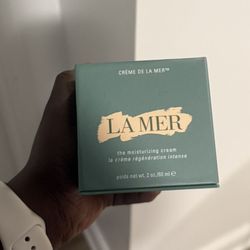 CRÈME DE LA MER™
LA MER
the moisturizing cream
la crème régénération intense
poids net wt. 2 oz./60 ml ℮